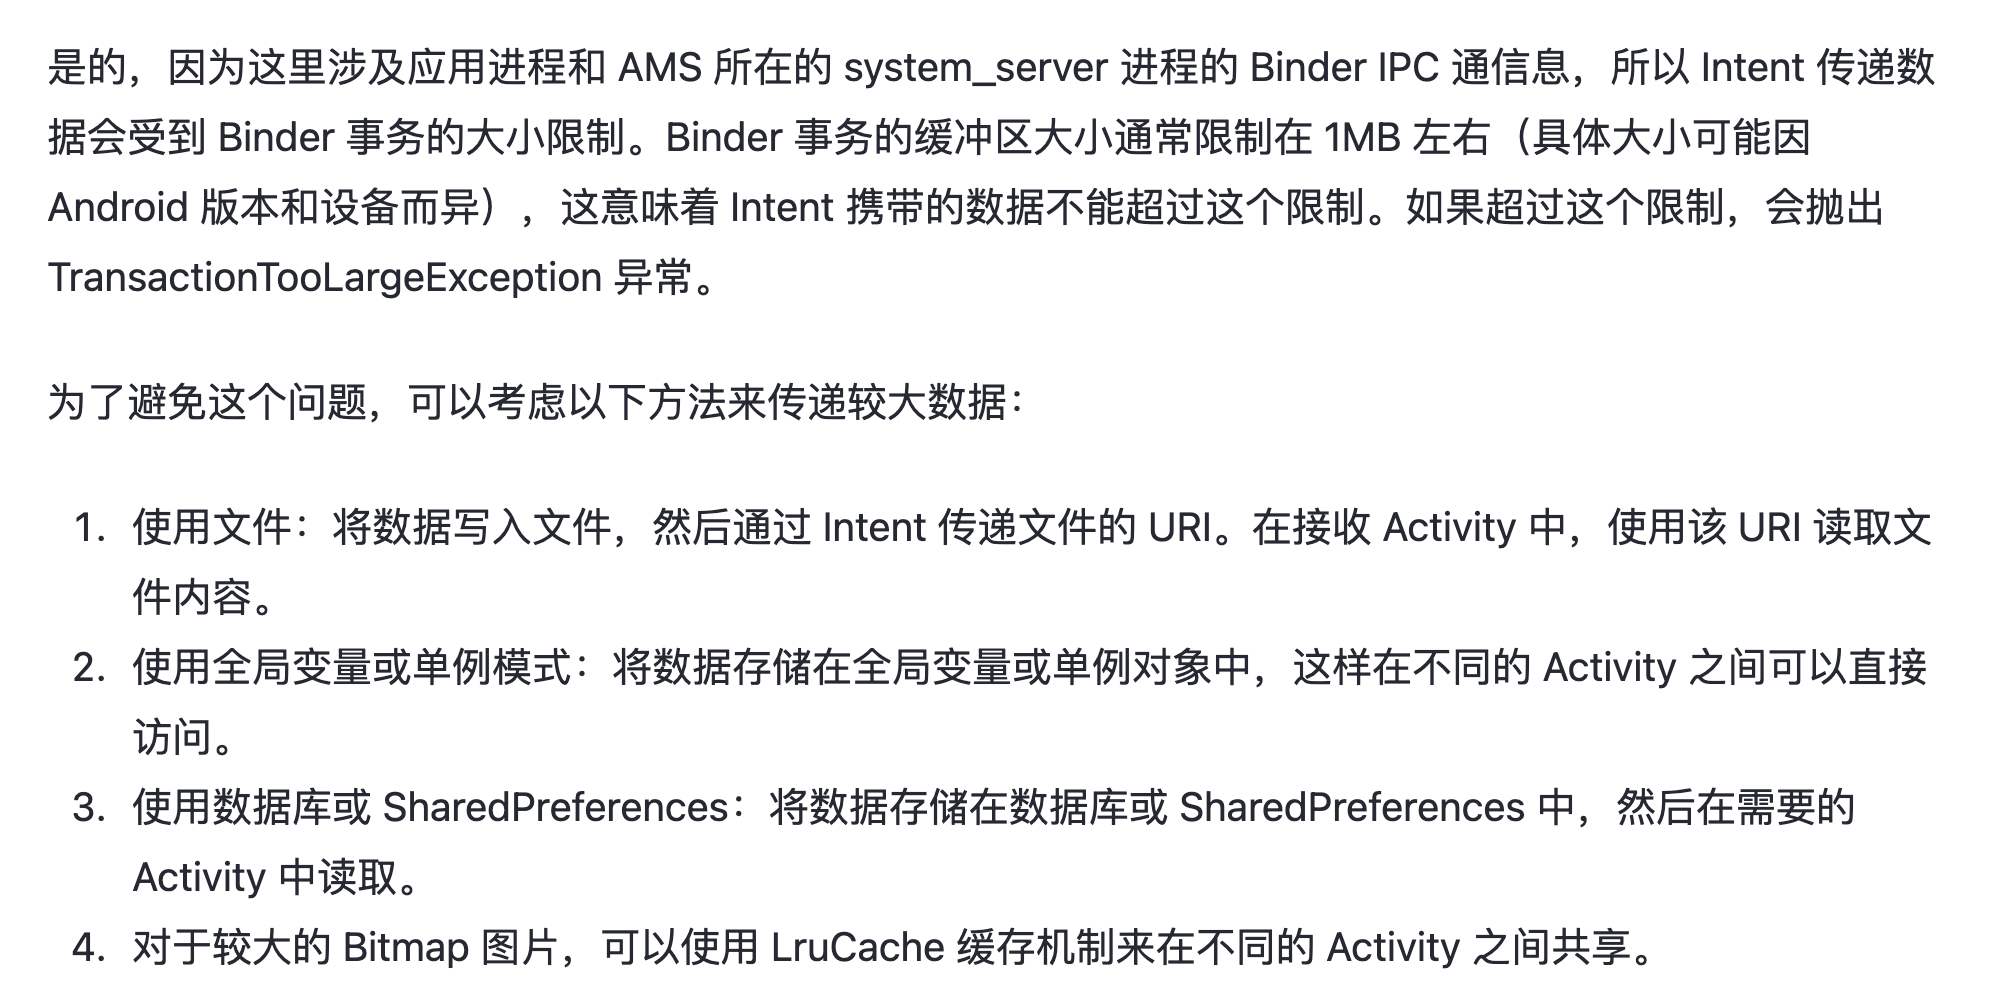 是的，因为这里涉及应用进程和 AMS 所在的 system_server 进程的 Binder IPC 通信息，所以 Intent 传递数
据会受到 Binder 事务的大小限制。Binder 事务的缓冲区大小通常限制在 1MB 左右（具体大小可能因
Android 版本和设备而异），这意味着 Intent 携带的数据不能超过这个限制。如果超过这个限制，会抛出
TransactionTooLargeException 异常。
为了避免这个问题，可以考虑以下方法来传递较大数据：
1. 使用文件：将数据写入文件，然后通过 Intent 传递文件的 URI。在接收 Activity 中，使用该 URI 读取文
件内容。
2. 使用全局变量或单例模式：将数据存储在全局变量或单例对象中，这样在不同的 Activity 之间可以直接
访问。
3. 使用数据库或 SharedPreferences：将数据存储在数据库或 SharedPreferences 中，然后在需要的
Activity 中读取。
4. 对于较大的 Bitmap 图片，可以使用 LruCache 缓存机制来在不同的 Activity 之间共享。